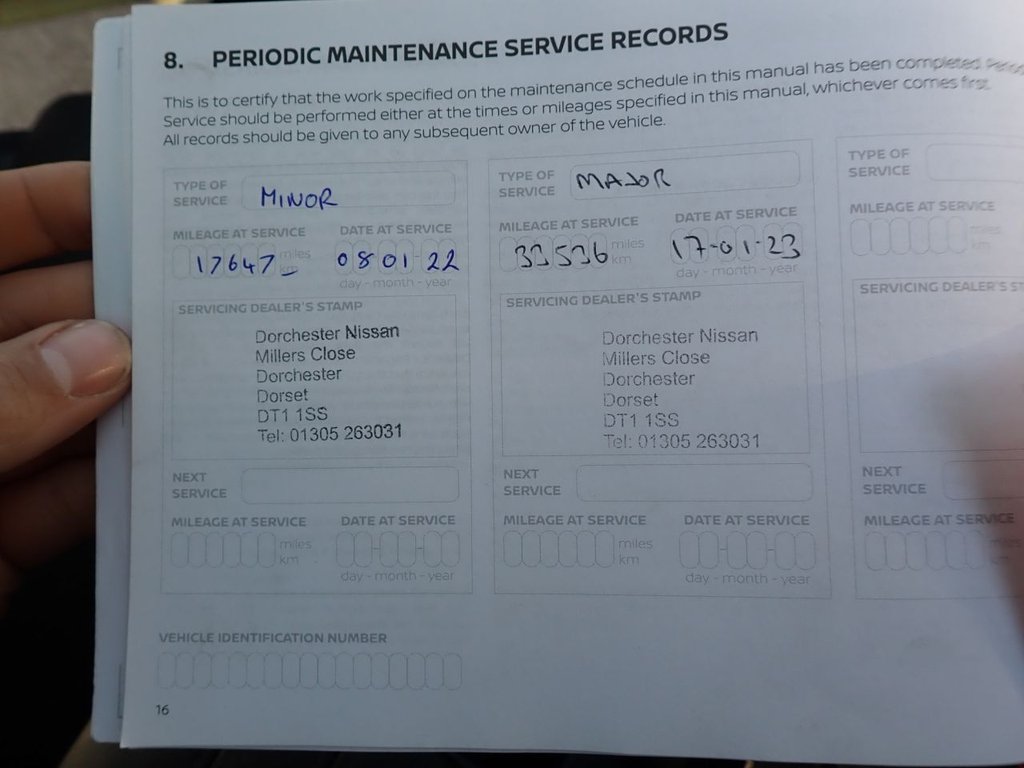 8. PERIODIC MAINTENANCE SERVICE RECORDS
This is to certify that the work specified on the maintenance schedule in this manual has been completed. Periodic
Service should be performed either at the times or mileages specified in this manual, whichever comes first.
All records should be given to any subsequent owner of the vehicle.
TYPE OF
SERVICE
MINOR
MILEAGE AT SERVICE
DATE AT SERVICE
17647 miles
km
08 01 22
day - month - year
SERVICING DEALER'S STAMP
Dorchester Nissan
Millers Close
Dorchester
Dorset
DT1 1SS
Tel: 01305 263031
NEXT
SERVICE
MILEAGE AT SERVICE
DATE AT SERVICE
miles
km
day - month - year
TYPE OF
SERVICE
MAJOR
MILEAGE AT SERVICE
DATE AT SERVICE
33536 miles
km
17-01-23
day - month - year
SERVICING DEALER'S STAMP
Dorchester Nissan
Millers Close
Dorchester
Dorset
DT1 1SS
Tel: 01305 263031
NEXT
SERVICE
MILEAGE AT SERVICE
DATE AT SERVICE
miles
km
day - month - year
TYPE OF
SERVICE
MILEAGE AT SERVICE
miles
km
SERVICING DEALER'S
NEXT
SERVICE
MILEAGE AT SERVICE
VEHICLE IDENTIFICATION NUMBER
16